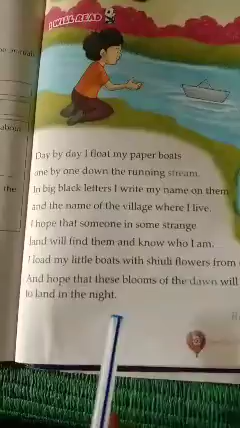 I WILL READ
about
the
Day by day I float my paper boats
one by one down the running stream.
In big black letters I write my name on them
and the name of the village where I live.
I hope that someone in some strange
land will find them and know who I am.
I load my little boats with shiuli flowers from
And hope that these blooms of the dawn will
to land in the night.